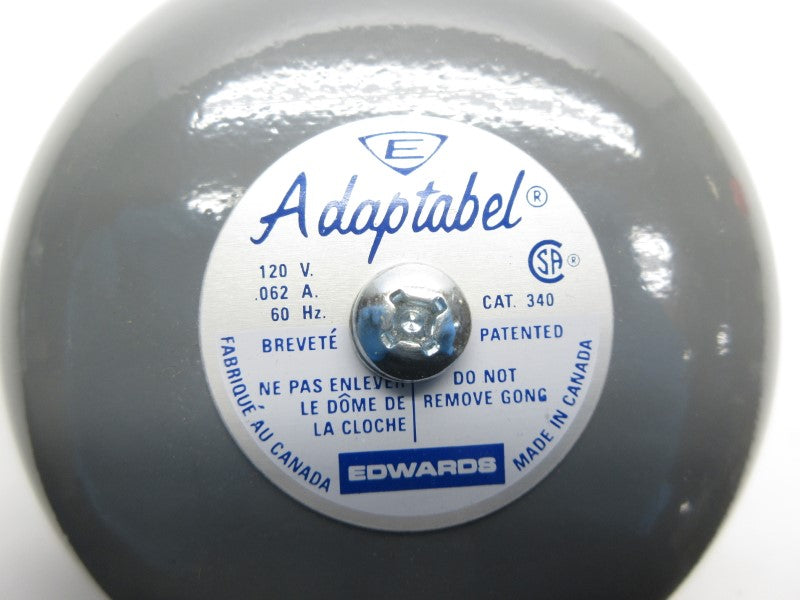 E
Adaptabel®
120 V.
.062 A.
60 Hz.
CSA®
CAT. 340
BREVETÉ
PATENTED
NE PAS ENLEVER
LE DÔME DE
LA CLOCHE
DO NOT
REMOVE GONG
FABRIQUÉ AU CANADA
MADE IN CANADA
EDWARDS